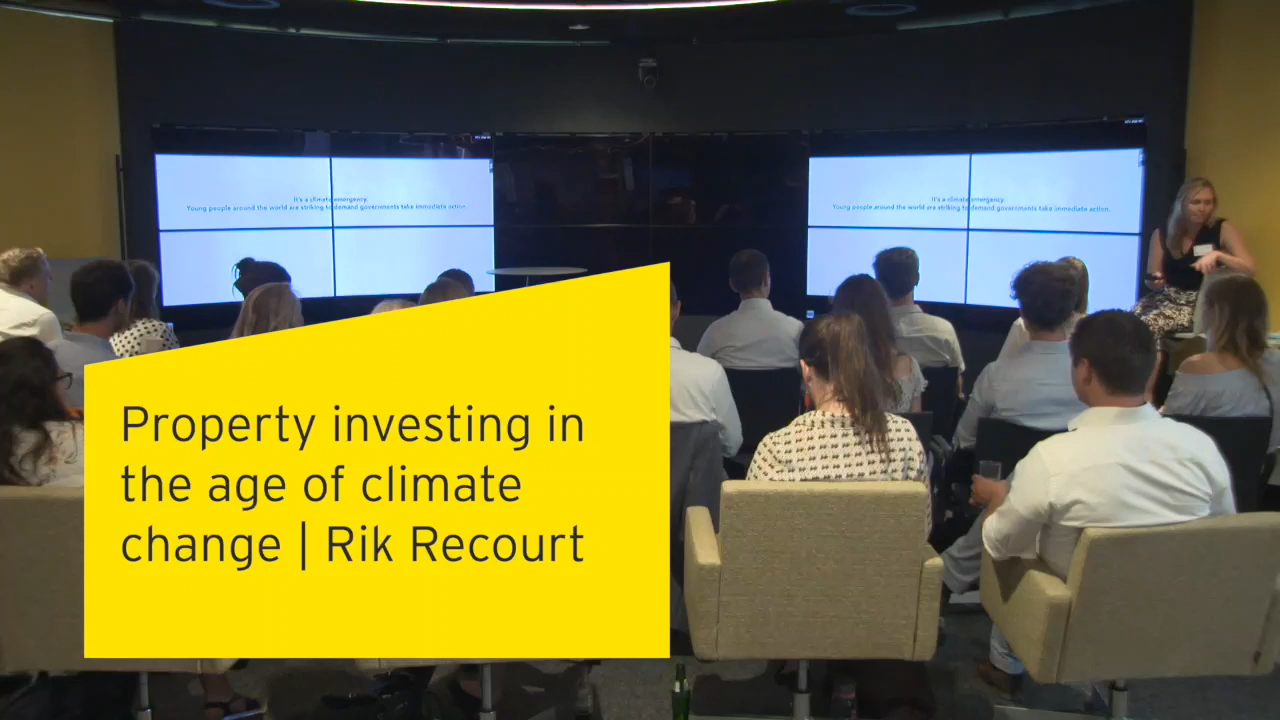 It's a climate emergency.
Young people around the world are striking to demand governments take immediate action.
It's a climate emergency.
Young people around the world are striking to demand governments take immediate action.
Property investing in
the age of climate
change | Rik Recourt